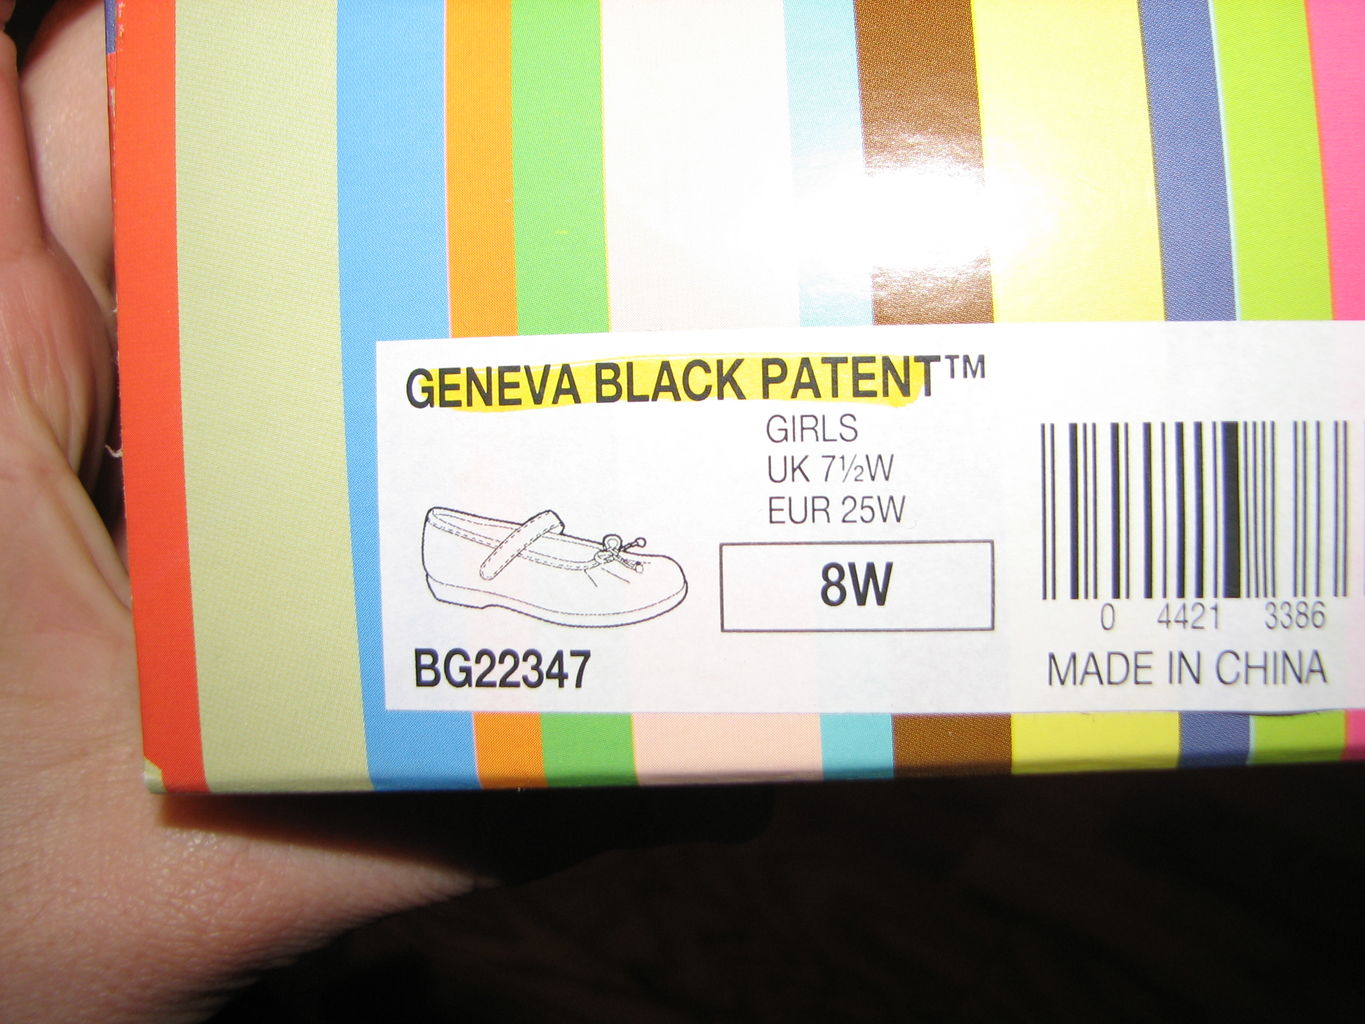 GENEVA BLACK PATENT™
GIRLS
UK 7½W
EUR 25W
8W
BG22347
0 4421 3386
MADE IN CHINA